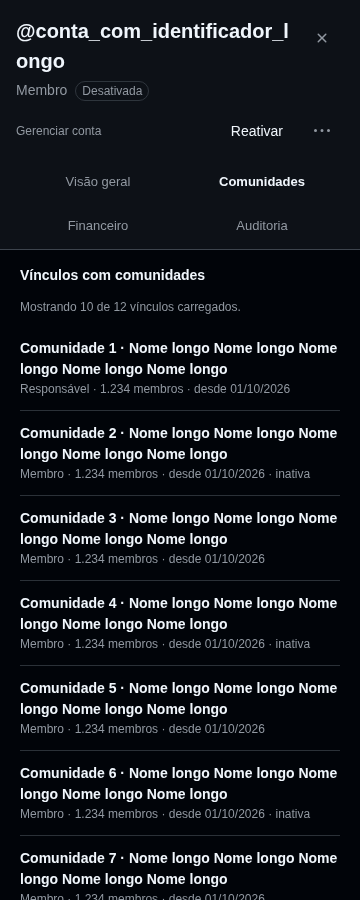 @conta_com_identificador_l
ongo
Membro Desativada
Gerenciar conta Reativar
Visão geral Comunidades
Financeiro Auditoria
Vínculos com comunidades
Mostrando 10 de 12 vínculos carregados.
Comunidade 1 · Nome longo Nome longo Nome
longo Nome longo Nome longo
Responsável · 1.234 membros · desde 01/10/2026
Comunidade 2 · Nome longo Nome longo Nome
longo Nome longo Nome longo
Membro · 1.234 membros · desde 01/10/2026 · inativa
Comunidade 3 · Nome longo Nome longo Nome
longo Nome longo Nome longo
Membro · 1.234 membros · desde 01/10/2026
Comunidade 4 · Nome longo Nome longo Nome
longo Nome longo Nome longo
Membro · 1.234 membros · desde 01/10/2026 · inativa
Comunidade 5 · Nome longo Nome longo Nome
longo Nome longo Nome longo
Membro · 1.234 membros · desde 01/10/2026
Comunidade 6 · Nome longo Nome longo Nome
longo Nome longo Nome longo
Membro · 1.234 membros · desde 01/10/2026 · inativa
Comunidade 7 · Nome longo Nome longo Nome
longo Nome longo Nome longo
Membro · 1.234 membros · desde 01/10/2026